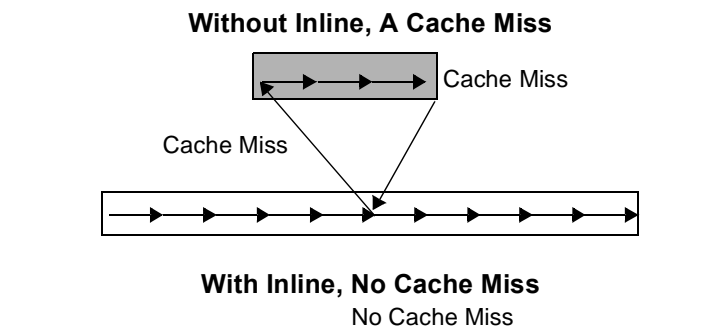 Without Inline, A Cache Miss
Cache Miss
Cache Miss
With Inline, No Cache Miss
No Cache Miss